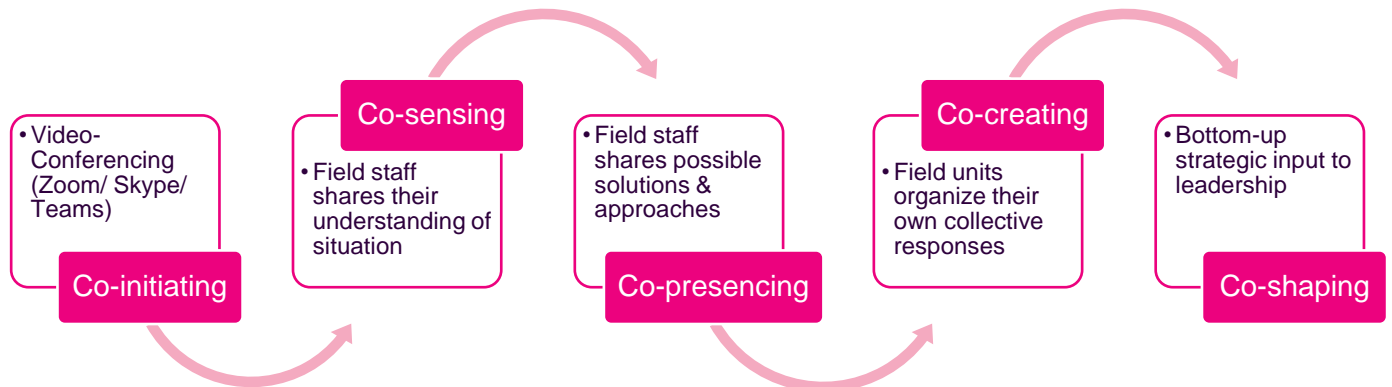 • Video-
Conferencing
(Zoom/ Skype/
Teams)
Co-initiating
Co-sensing
• Field staff
shares their
understanding of
situation
• Field staff
shares possible
solutions &
approaches
Co-presencing
Co-creating
• Field units
organize their
own collective
responses
• Bottom-up
strategic input to
leadership
Co-shaping